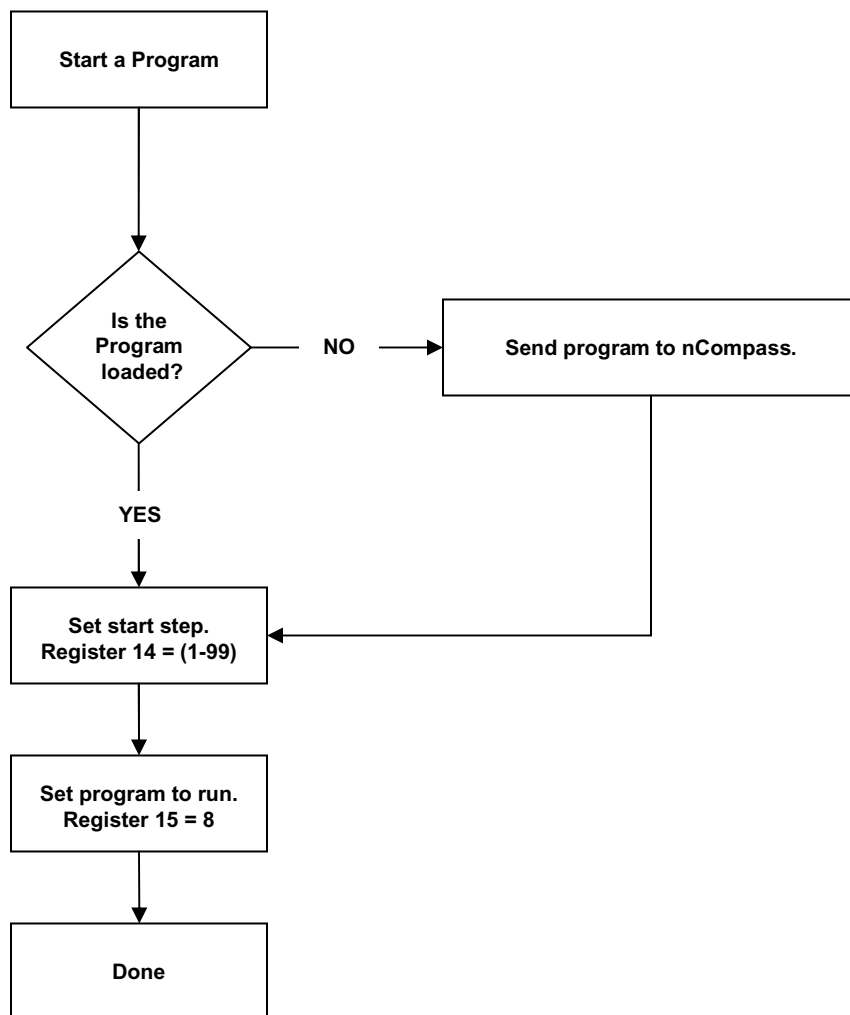 Start a Program
Is the
Program
loaded?
NO
Send program to nCompass.
YES
Set start step.
Register 14 = (1-99)
Set program to run.
Register 15 = 8
Done